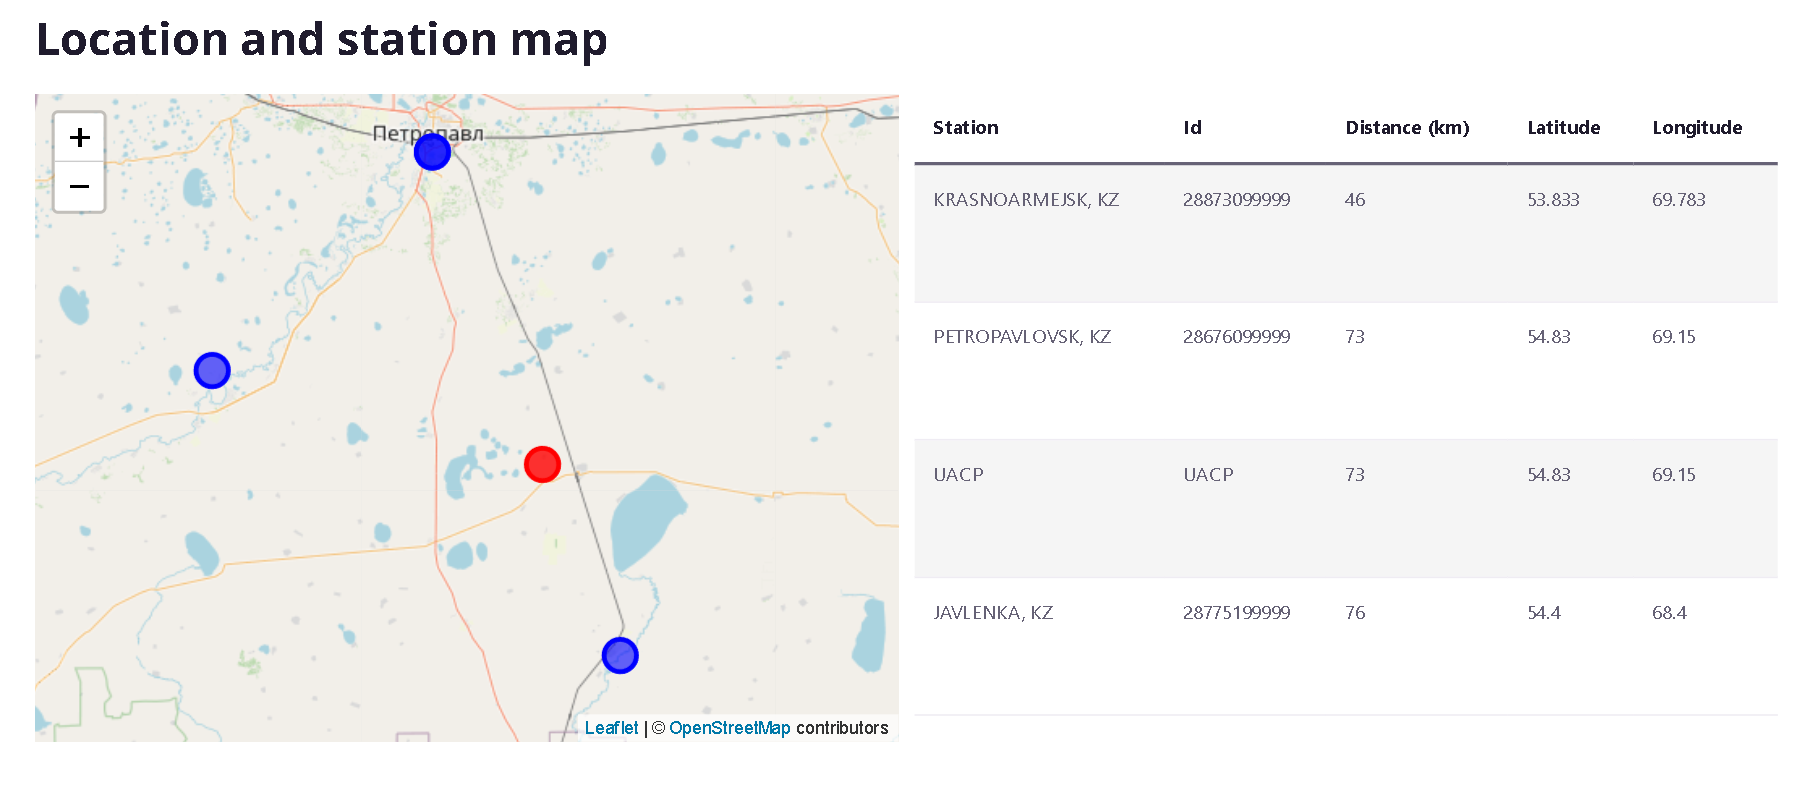 Location and station map
+
−
Петропавл
Leaflet | © OpenStreetMap contributors
Station Id Distance (km) Latitude Longitude
KRASNOARMEJSK, KZ 28873099999 46 53.833 69.783
PETROPAVLOVSK, KZ 28676099999 73 54.83 69.15
UACP UACP 73 54.83 69.15
JAVLENKA, KZ 28775199999 76 54.4 68.4